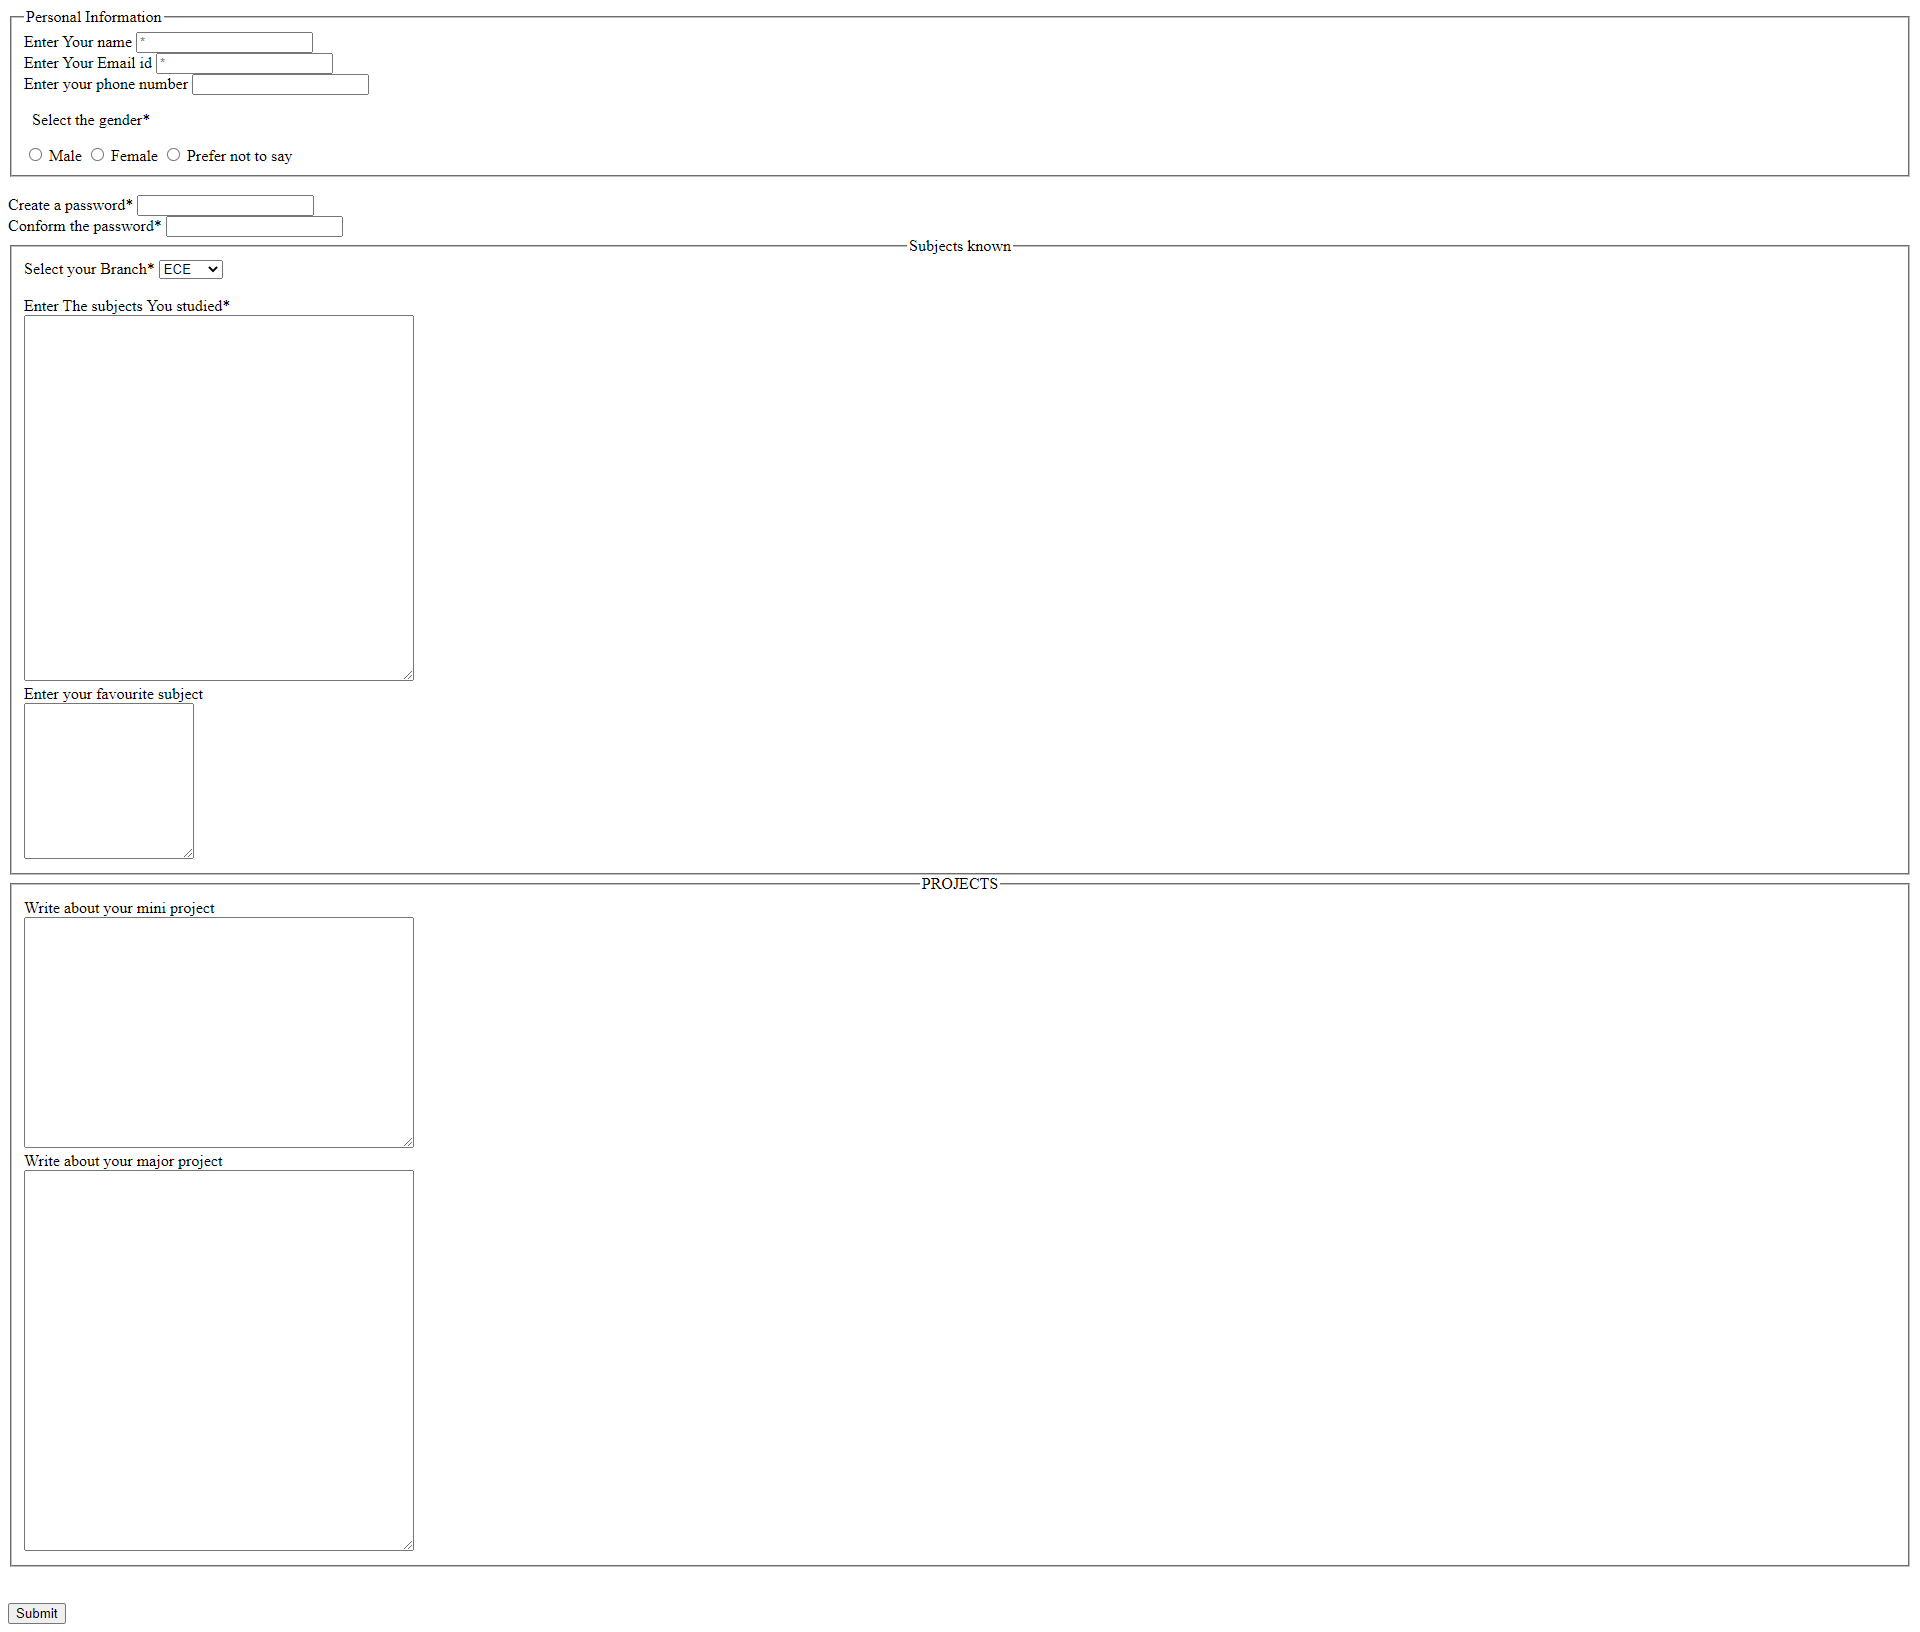 Personal Information
Enter Your name *
Enter Your Email id *
Enter your phone number
Select the gender*
Male Female Prefer not to say
Create a password*
Conform the password*
Subjects known
Select your Branch* ECE
Enter The subjects You studied*
Enter your favourite subject
PROJECTS
Write about your mini project
Write about your major project
Submit